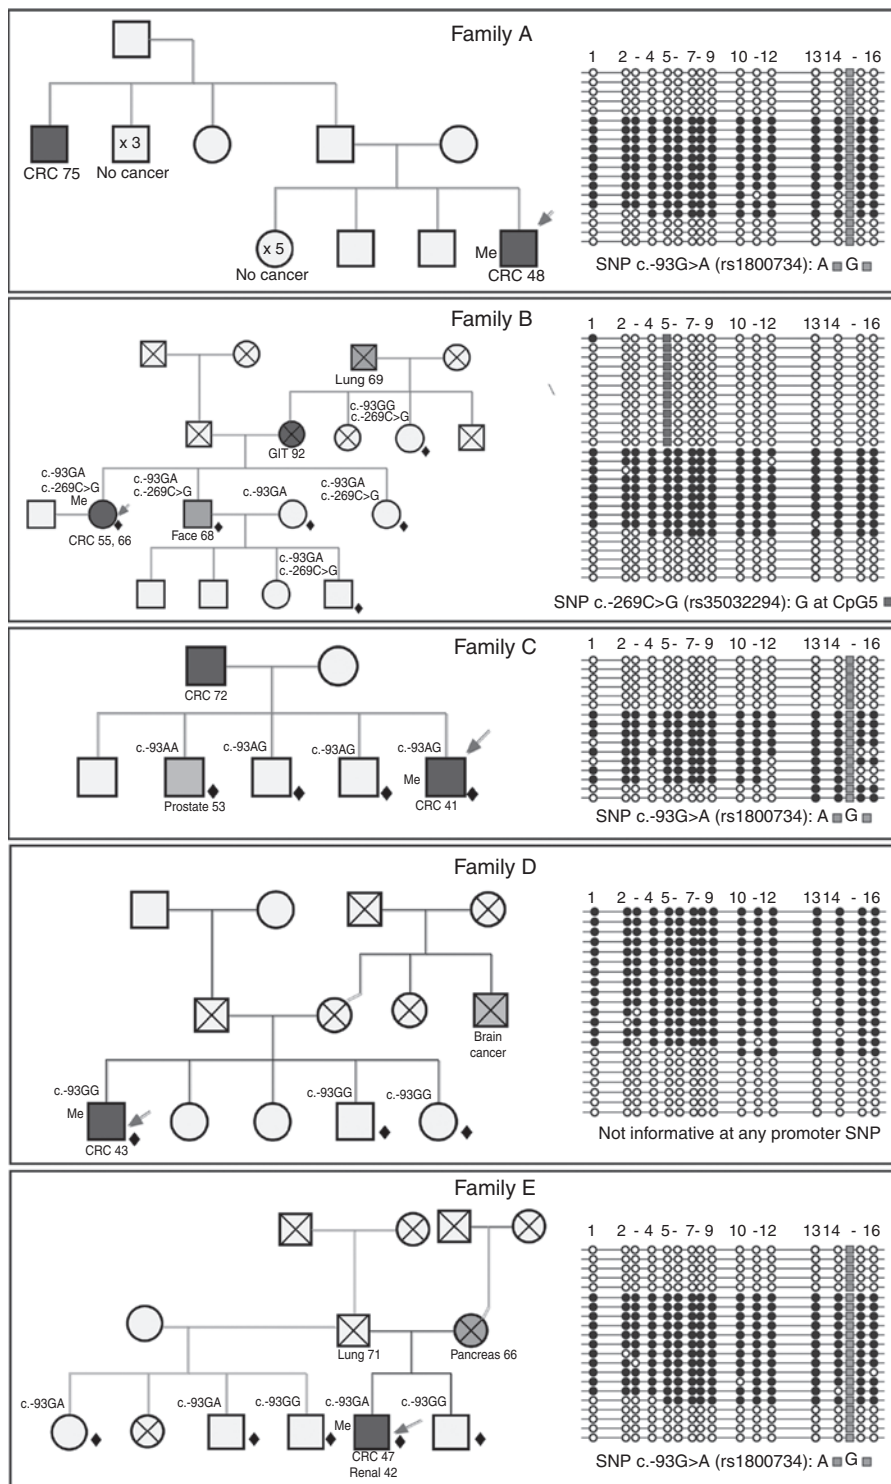 Family A
1 2 - 4 5 - 7- 9 10 -12 13 14 - 16
x 3
CRC 75 No cancer
x 5
Me
No cancer CRC 48
SNP c.-93G>A (rs1800734): A G
Family B
1 2 - 4 5- 7- 9 10 -12 13 14 - 16
Lung 69
c.-93GG
c.-269C>G
GIT 92
c.-93GA
c.-269C>G
Me
c.-93GA
c.-269C>G
c.-93GA
c.-93GA
c.-269C>G
CRC 55, 66
Face 68
c.-93GA
c.-269C>G
SNP c.-269C>G (rs35032294): G at CpG5
Family C
1 2 - 4 5- 7- 9 10 -12 13 14 - 16
CRC 72
c.-93AA c.-93AG c.-93AG c.-93AG
Me
Prostate 53 CRC 41
SNP c.-93G>A (rs1800734): A G
Family D
1 2 - 4 5- 7- 9 10 -12 13 14 - 16
Brain
cancer
c.-93GG c.-93GG c.-93GG
Me
CRC 43
Not informative at any promoter SNP
Family E
1 2 - 4 5- 7- 9 10 -12 13 14 - 16
Lung 71 Pancreas 66
c.-93GA c.-93GA c.-93GG c.-93GA c.-93GG
Me
CRC 47
Renal 42
SNP c.-93G>A (rs1800734): A G